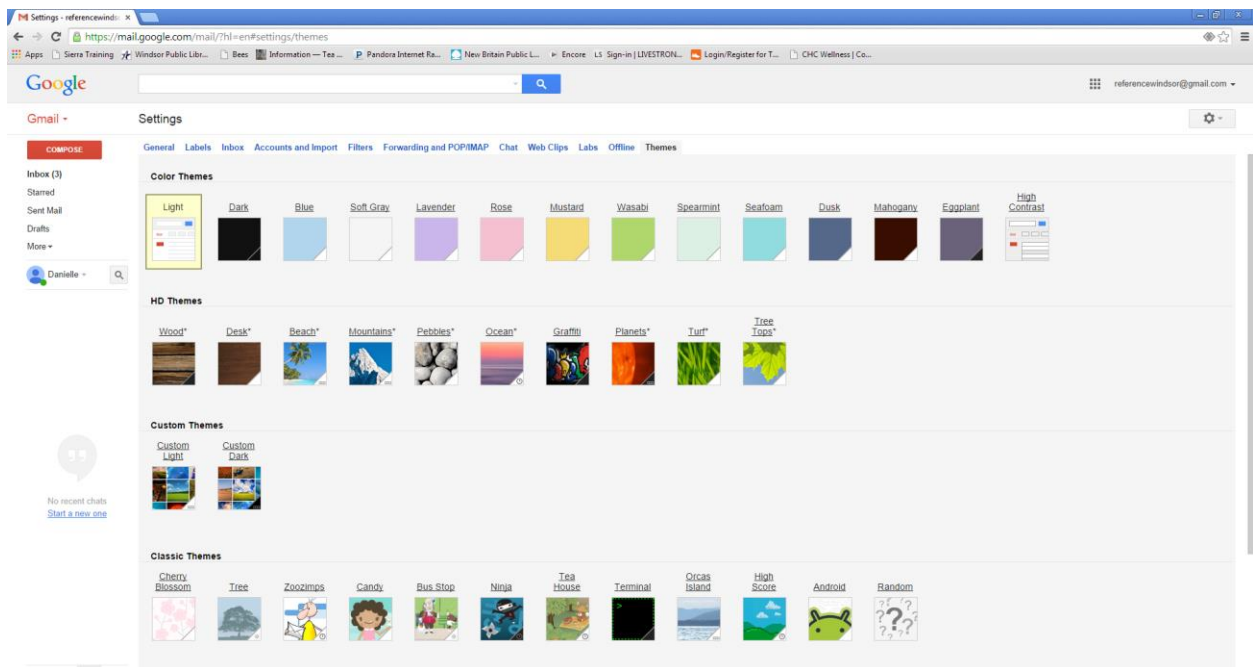 Settings - referencewinds
https://mail.google.com/mail/?hl=en#settings/themes
Apps Sierra Training Windsor Public Libr... Bees Information — Tea ... Pandora Internet Ra... New Britain Public L... Encore LS Sign-in | LIVESTRON... Login/Register for T... CHC Wellness | Co...
Google referencewindsor@gmail.com
Gmail Settings
COMPOSE
Inbox (3)
Starred
Sent Mail
Drafts
More
Danielle
No recent chats
Start a new one
General Labels Inbox Accounts and Import Filters Forwarding and POP/IMAP Chat Web Clips Labs Offline Themes
Color Themes
Light Dark Blue Soft Gray Lavender Rose Mustard Wasabi Spearmint Seafoam Dusk Mahogany Eggplant High Contrast
HD Themes
Wood* Desk* Beach* Mountains* Pebbles* Ocean* Graffiti Planets* Turf* Tree Tops*
Custom Themes
Custom Light Custom Dark
Classic Themes
Cherry Blossom Tree Zoozimps Candy Bus Stop Ninja Tea House Terminal Orcas Island High Score Android Random